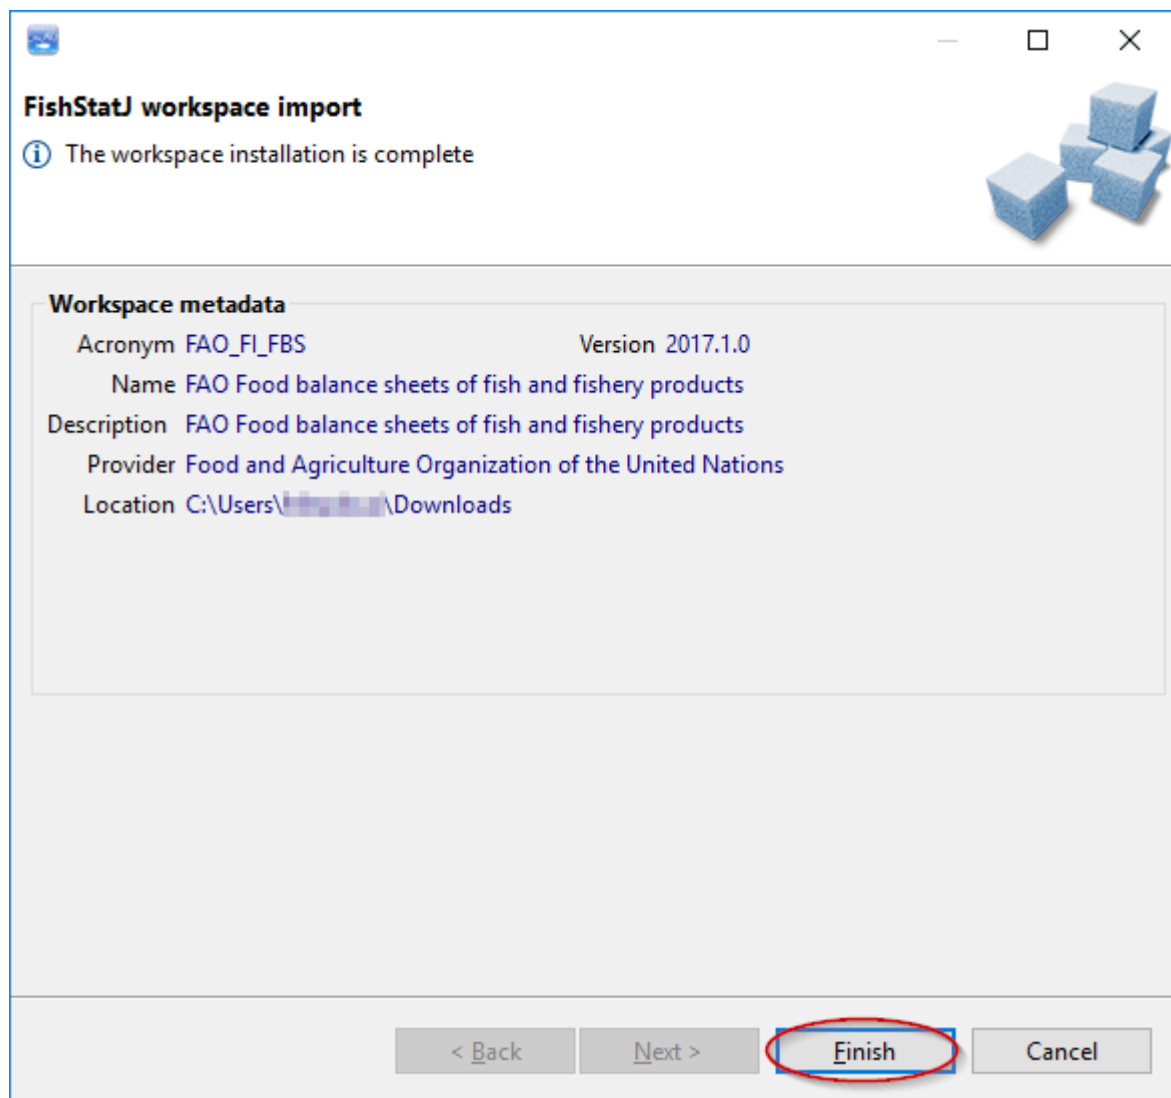 FishStatJ workspace import
The workspace installation is complete
Workspace metadata
Acronym FAO_FI_FBS Version 2017.1.0
Name FAO Food balance sheets of fish and fishery products
Description FAO Food balance sheets of fish and fishery products
Provider Food and Agriculture Organization of the United Nations
Location C:\Users\ \Downloads
< Back Next > Finish Cancel